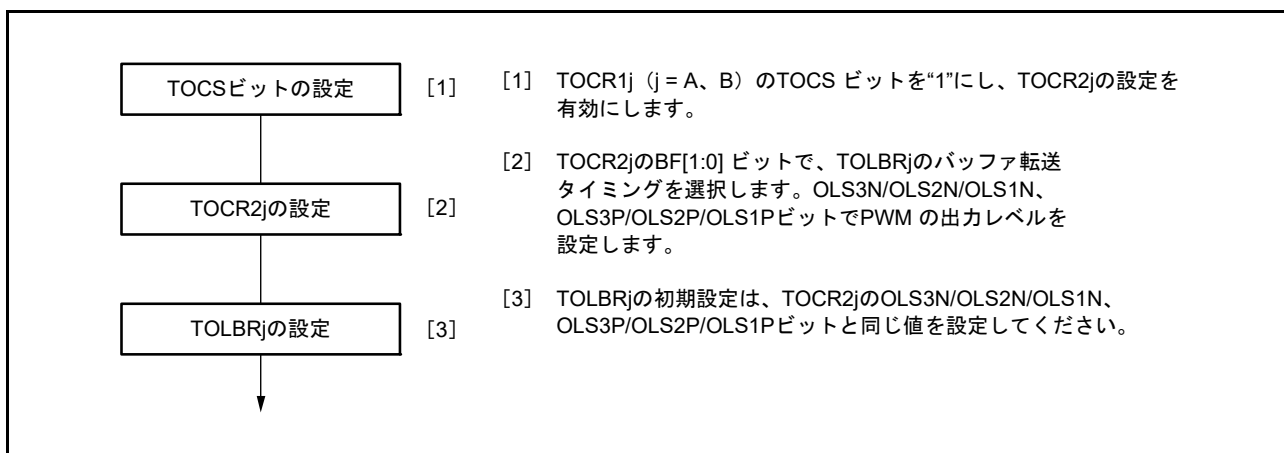 TOCSビットの設定
[1]
[1] TOCR1j（j = A、B）のTOCS ビットを“1”にし、TOCR2jの設定を
有効にします。
TOCR2jの設定
[2]
[2] TOCR2jのBF[1:0] ビットで、TOLBRjのバッファ転送
タイミングを選択します。OLS3N/OLS2N/OLS1N、
OLS3P/OLS2P/OLS1PビットでPWM の出力レベルを
設定します。
TOLBRjの設定
[3]
[3] TOLBRjの初期設定は、TOCR2jのOLS3N/OLS2N/OLS1N、
OLS3P/OLS2P/OLS1Pビットと同じ値を設定してください。